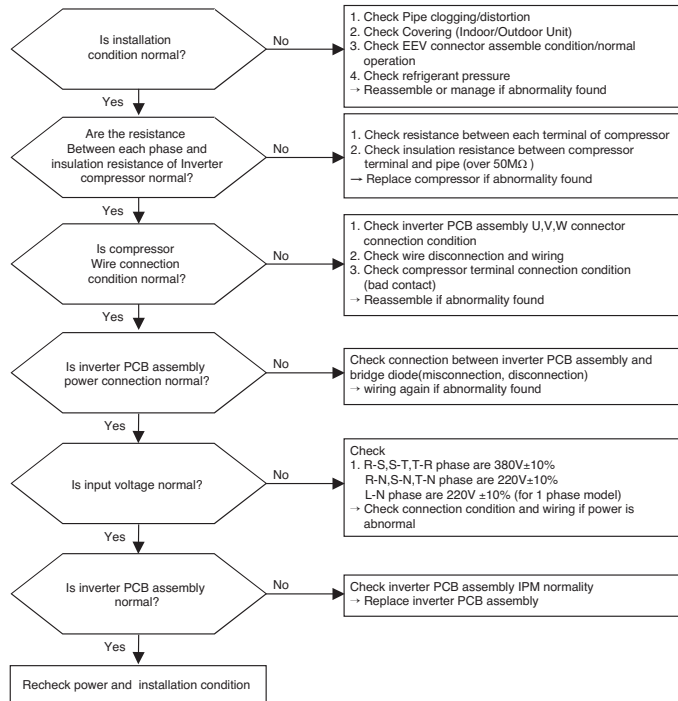 Is installation
condition normal?
No
1. Check Pipe clogging/distortion
2. Check Covering (Indoor/Outdoor Unit)
3. Check EEV connector assemble condition/normal
operation
4. Check refrigerant pressure
→ Reassemble or manage if abnormality found
Yes
Are the resistance
Between each phase and
insulation resistance of Inverter
compressor normal?
No
1. Check resistance between each terminal of compressor
2. Check insulation resistance between compressor
terminal and pipe (over 50MΩ )
→ Replace compressor if abnormality found
Yes
Is compressor
Wire connection
condition normal?
No
1. Check inverter PCB assembly U,V,W connector
connection condition
2. Check wire disconnection and wiring
3. Check compressor terminal connection condition
(bad contact)
→ Reassemble if abnormality found
Yes
Is inverter PCB assembly
power connection normal?
No
Check connection between inverter PCB assembly and
bridge diode(misconnection, disconnection)
→ wiring again if abnormality found
Yes
Is input voltage normal?
No
Check
1. R-S,S-T,T-R phase are 380V±10%
R-N,S-N,T-N phase are 220V±10%
L-N phase are 220V ±10% (for 1 phase model)
→ Check connection condition and wiring if power is
abnormal
Yes
Is inverter PCB assembly
normal?
No
Check inverter PCB assembly IPM normality
→ Replace inverter PCB assembly
Yes
Recheck power and installation condition